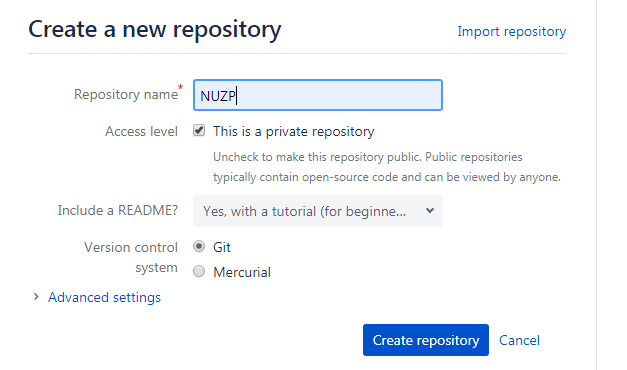 Create a new repository
Import repository
Repository name*
NUZP
Access level
This is a private repository
Uncheck to make this repository public. Public repositories
typically contain open-source code and can be viewed by anyone.
Include a README?
Yes, with a tutorial (for beginne...
Version control
system
Git
Mercurial
Advanced settings
Create repository
Cancel